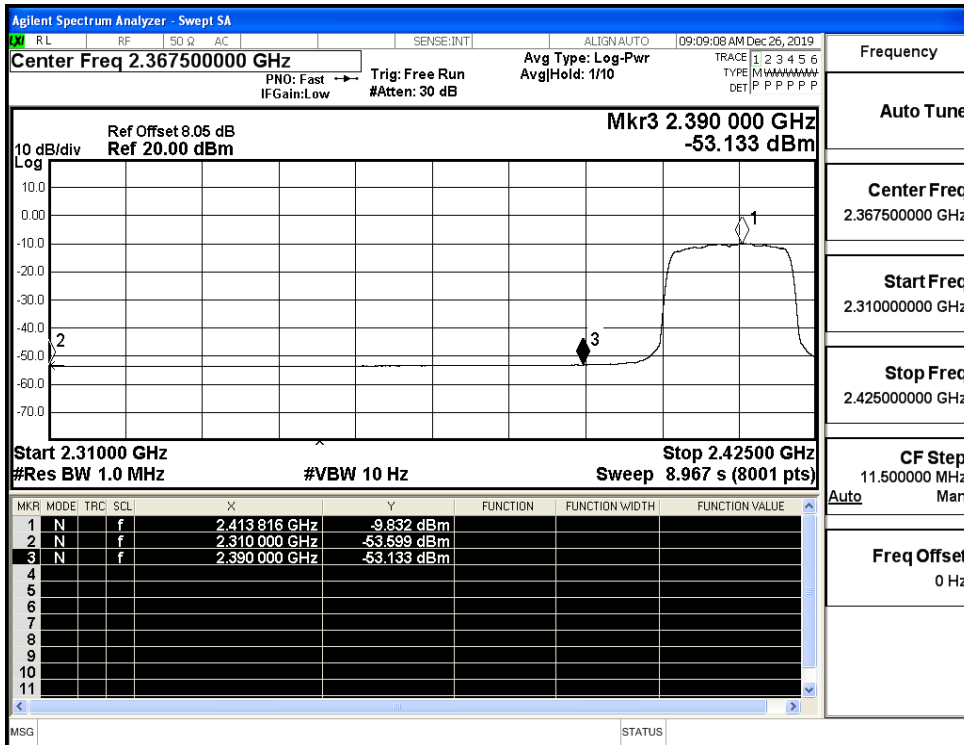 Agilent Spectrum Analyzer - Swept SA
LXI RL RF 50 Ω AC SENSE:INT ALIGN AUTO 09:09:08 AM Dec 26, 2019
Center Freq 2.367500000 GHz
PNO: Fast
IFGain:Low
Trig: Free Run
#Atten: 30 dB
Avg Type: Log-Pwr
Avg|Hold: 1/10
TRACE 1 2 3 4 5 6
TYPE M W W W W W
DET P P P P P P
Ref Offset 8.05 dB
10 dB/div Ref 20.00 dBm
Log
Mkr3 2.390 000 GHz
-53.133 dBm
10.0
0.00
-10.0
-20.0
-30.0
-40.0
-50.0
-60.0
-70.0
1
2
3
Start 2.31000 GHz Stop 2.42500 GHz
#Res BW 1.0 MHz #VBW 10 Hz Sweep 8.967 s (8001 pts)
MKR MODE TRC SCL X Y FUNCTION FUNCTION WIDTH FUNCTION VALUE
1 N f 2.413 816 GHz -9.832 dBm
2 N f 2.310 000 GHz -53.599 dBm
3 N f 2.390 000 GHz -53.133 dBm
4
5
6
7
8
9
10
11
MSG STATUS
Frequency
Auto Tune
Center Freq
2.367500000 GHz
Start Freq
2.310000000 GHz
Stop Freq
2.425000000 GHz
CF Step
11.500000 MHz
Auto Man
Freq Offset
0 Hz